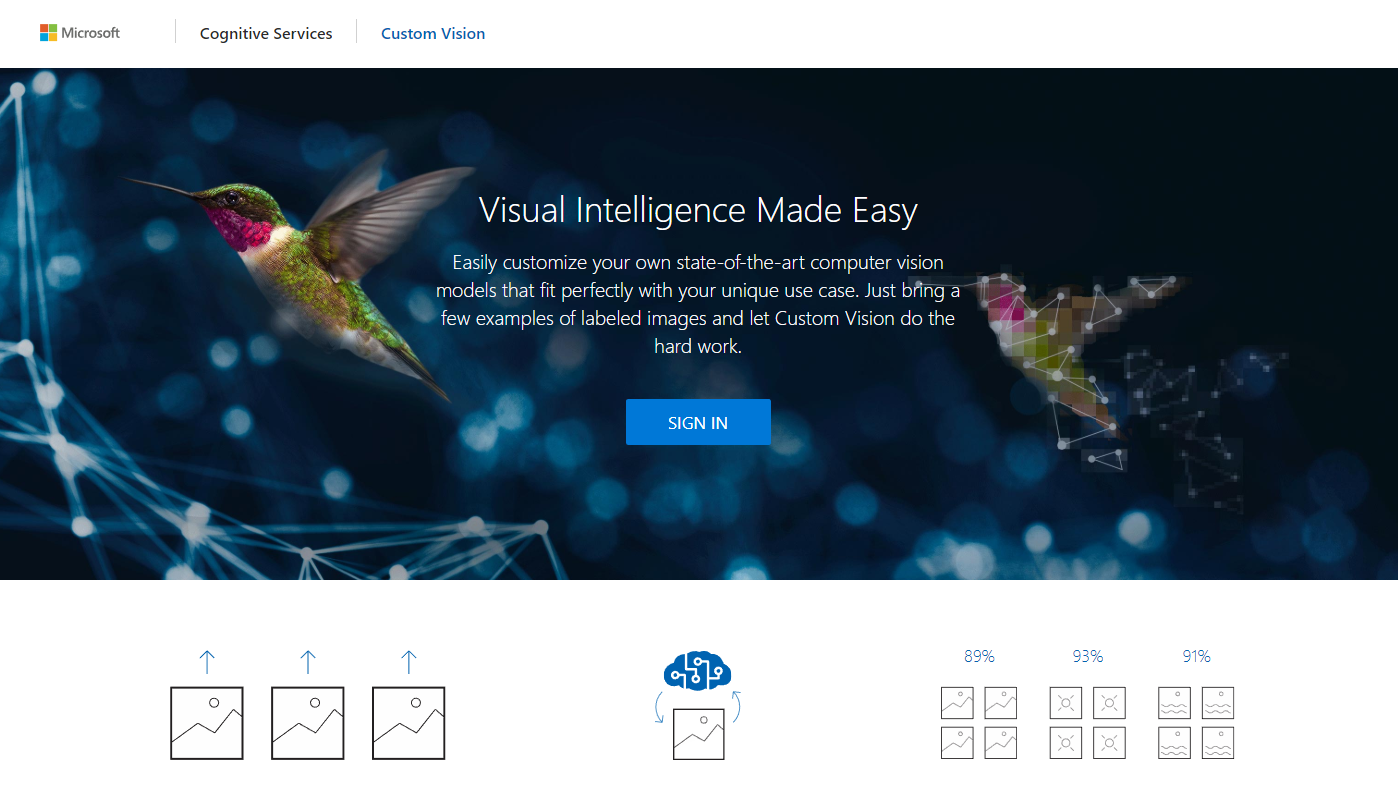 Microsoft
Cognitive Services
Custom Vision
Visual Intelligence Made Easy
Easily customize your own state-of-the-art computer vision
models that fit perfectly with your unique use case. Just bring a
few examples of labeled images and let Custom Vision do the
hard work.
SIGN IN
89%
93%
91%